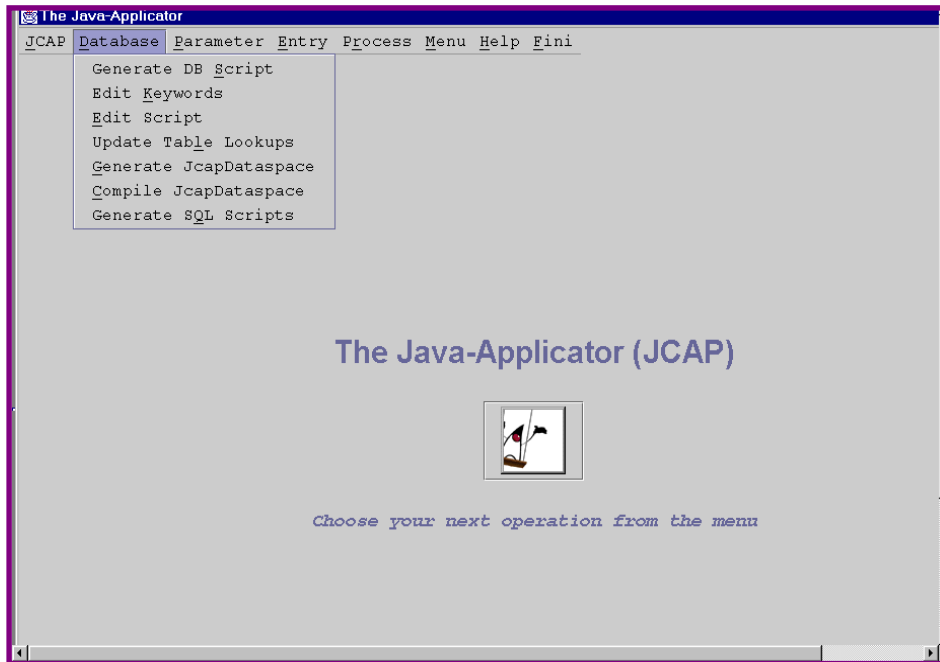 The Java-Applicator
JCAP Database Parameter Entry Process Menu Help Fini
Generate DB Script
Edit Keywords
Edit Script
Update Table Lookups
Generate JcapDataspace
Compile JcapDataspace
Generate SQL Scripts
The Java-Applicator (JCAP)
Choose your next operation from the menu